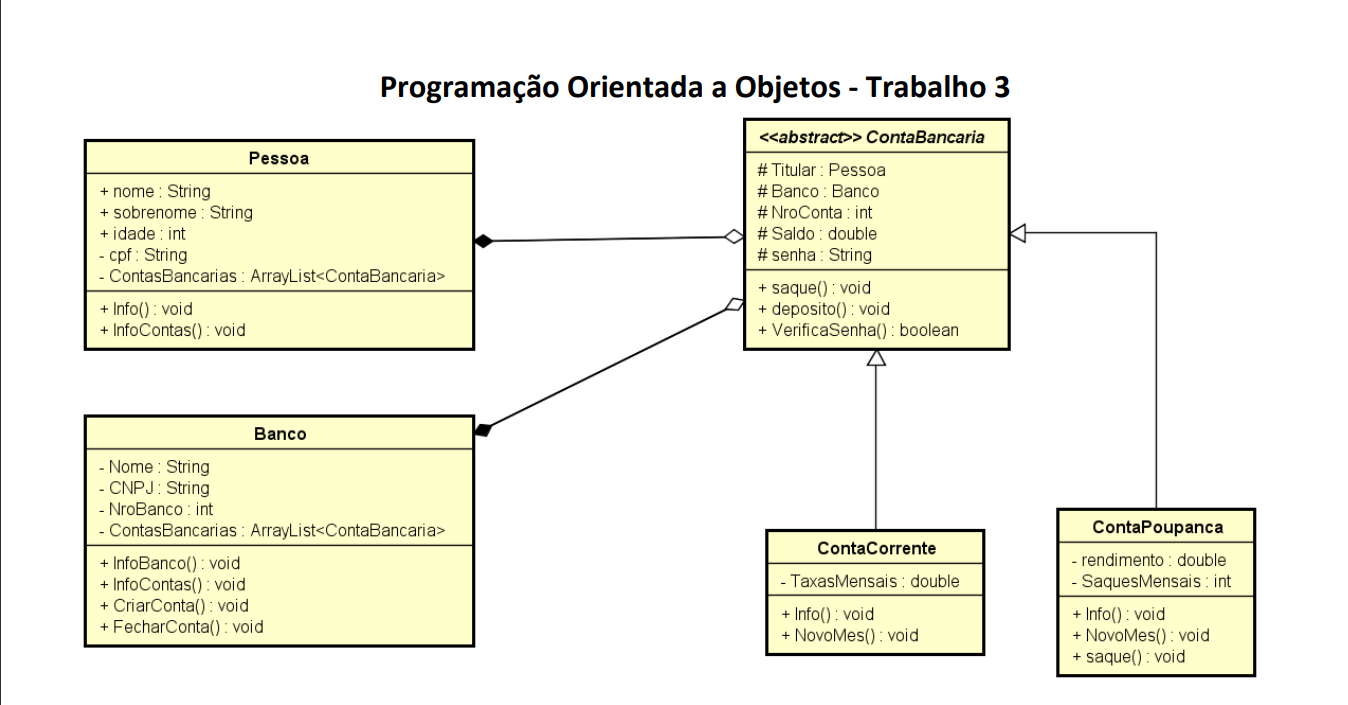 Programação Orientada a Objetos - Trabalho 3
Pessoa
+ nome : String
+ sobrenome : String
+ idade : int
- cpf : String
- ContasBancarias : ArrayList<ContaBancaria>
+ Info() : void
+ InfoContas() : void
<<abstract>> ContaBancaria
# Titular : Pessoa
# Banco : Banco
# NroConta : int
# Saldo : double
# senha : String
+ saque() : void
+ deposito() : void
+ VerificaSenha() : boolean
Banco
- Nome : String
- CNPJ : String
- NroBanco : int
- ContasBancarias : ArrayList<ContaBancaria>
+ InfoBanco() : void
+ InfoContas() : void
+ CriarConta() : void
+ FecharConta() : void
ContaCorrente
- TaxasMensais : double
+ Info() : void
+ NovoMes() : void
ContaPoupanca
- rendimento : double
- SaquesMensais : int
+ Info() : void
+ NovoMes() : void
+ saque() : void